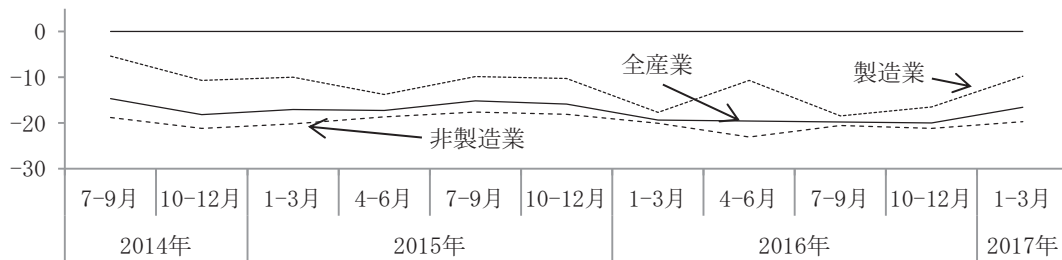 0
全産業
製造業
-10
-20
非製造業
-30
7-9月 10-12月 1-3月 4-6月 7-9月 10-12月 1-3月 4-6月 7-9月 10-12月 1-3月
2014年 2015年 2016年 2017年